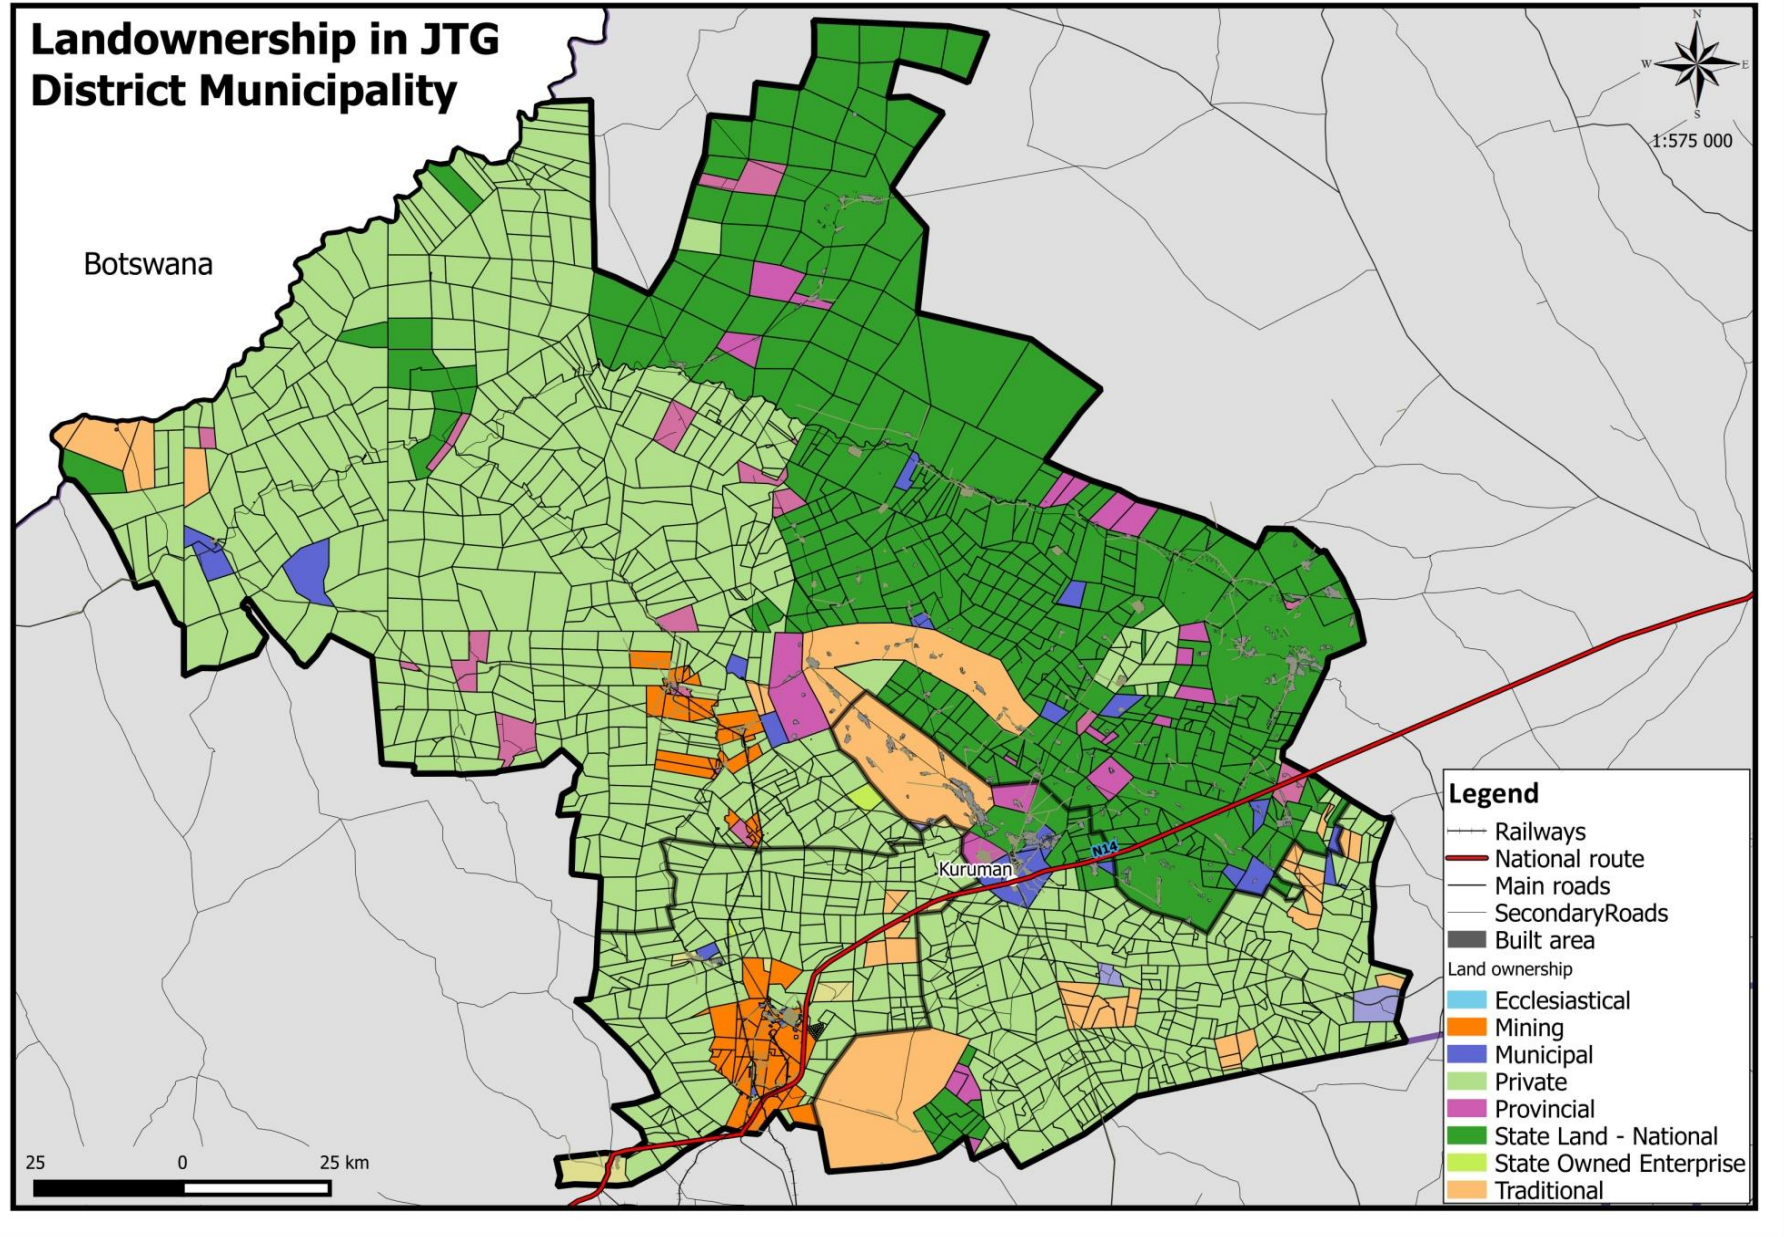 Landownership in JTG
District Municipality
N
W
E
S
1:575 000
Botswana
N14
Kuruman
25
0
25 km
Legend
Railways
National route
Main roads
SecondaryRoads
Built area
Land ownership
Ecclesiastical
Mining
Municipal
Private
Provincial
State Land - National
State Owned Enterprise
Traditional